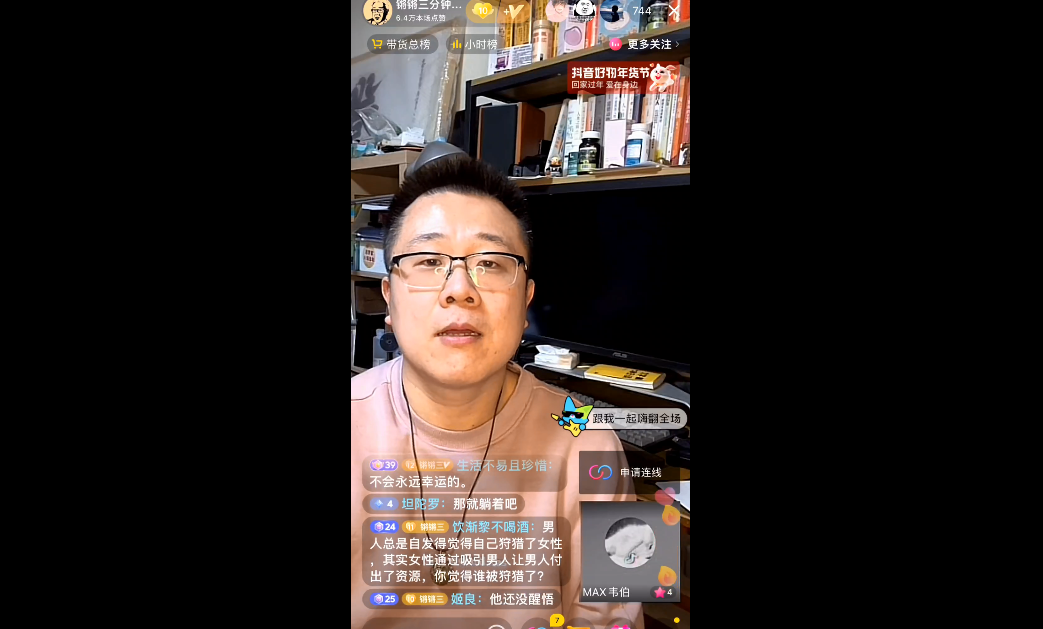 锵锵三分钟...
6.4万本场点赞
10
+V
744
带货总榜
小时榜
更多关注
抖音好物年货节
回家过年 爱在身边
ASUS
跟我一起嗨翻全场
39 12 锵锵三 生活不易且珍惜：
不会永远幸运的。
申请连线
4 坦陀罗：那就躺着吧
24 11 锵锵三 饮渐黎不喝酒：男
人总是自发得觉得自己狩猎了女性
，其实女性通过吸引男人让男人付
出了资源，你觉得谁被狩猎了？
MAX 韦伯
4
25 10 锵锵三 姬良：他还没醒悟
7